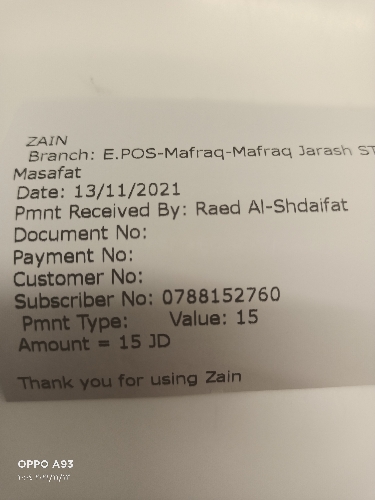 ZAIN
Branch: E.POS-Mafraq-Mafraq Jarash ST
Masafat
Date: 13/11/2021
Pmnt Received By: Raed Al-Shdaifat
Document No:
Payment No:
Customer No:
Subscriber No: 0788152760
Pmnt Type: Value: 15
Amount = 15 JD
Thank you for using Zain
OPPO A93